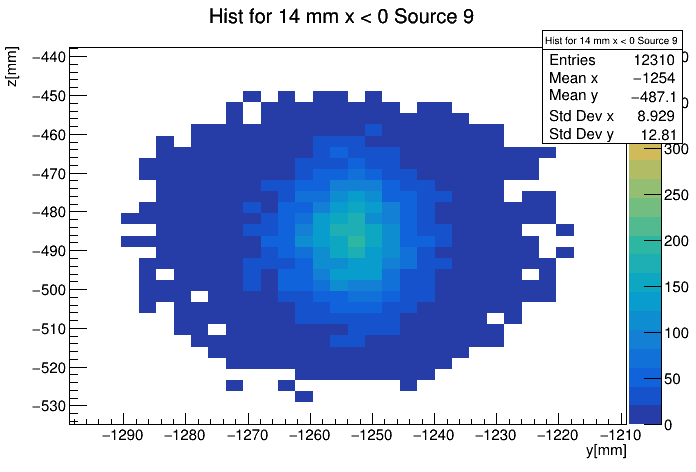 Hist for 14 mm x < 0 Source 9
Hist for 14 mm x < 0 Source 9
Entries 12310
Mean x −1254
Mean y −487.1
Std Dev x 8.929
Std Dev y 12.81
z[mm]
−440
−450
−460
−470
−480
−490
−500
−510
−520
−530
−1290 −1280 −1270 −1260 −1250 −1240 −1230 −1220 −1210
y[mm]
300
250
200
150
100
50
0